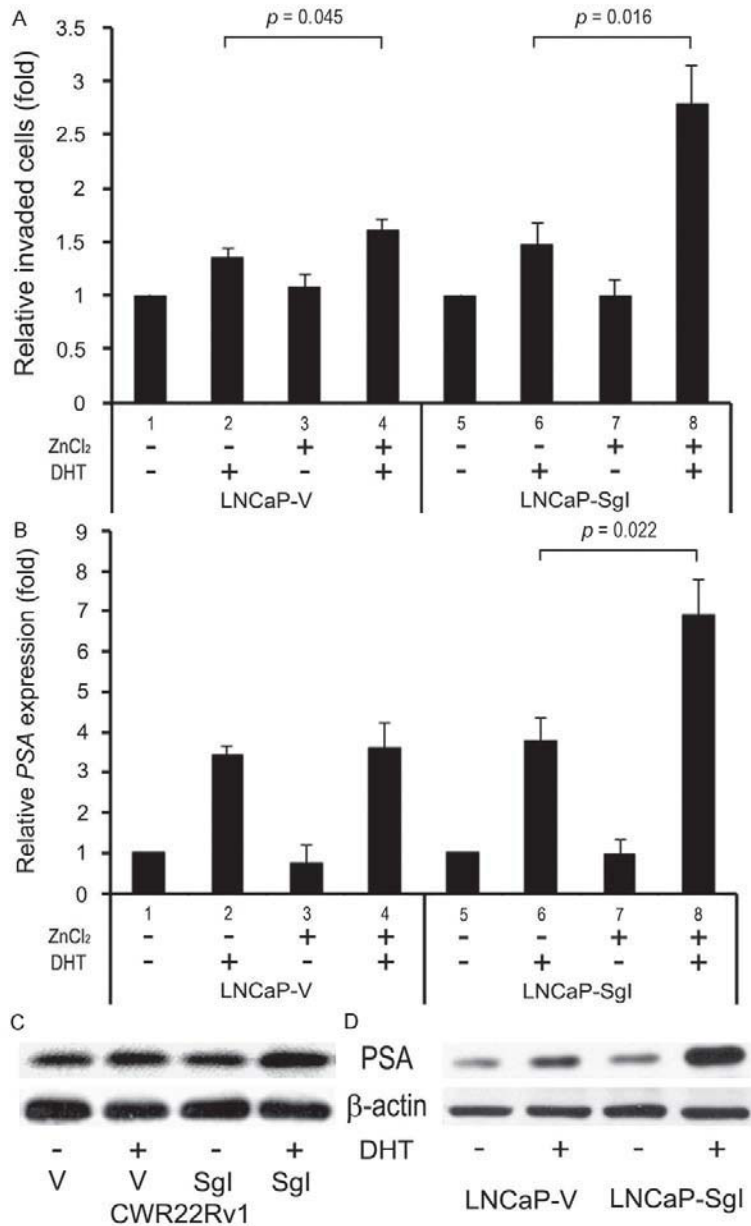 A
Relative invaded cells (fold)
3.5
3
2.5
2
1.5
1
0.5
0
p = 0.045
p = 0.016
1 2 3 4 5 6 7 8
ZnCl₂ - - + + - - + +
DHT - + - + - + - +
LNCaP-V LNCaP-SgI
B
Relative PSA expression (fold)
9
8
7
6
5
4
3
2
1
0
p = 0.022
1 2 3 4 5 6 7 8
ZnCl₂ - - + + - - + +
DHT - + - + - + - +
LNCaP-V LNCaP-SgI
C D
PSA
β-actin
- + - + DHT - + - +
V V SgI SgI
CWR22Rv1
LNCaP-V LNCaP-SgI